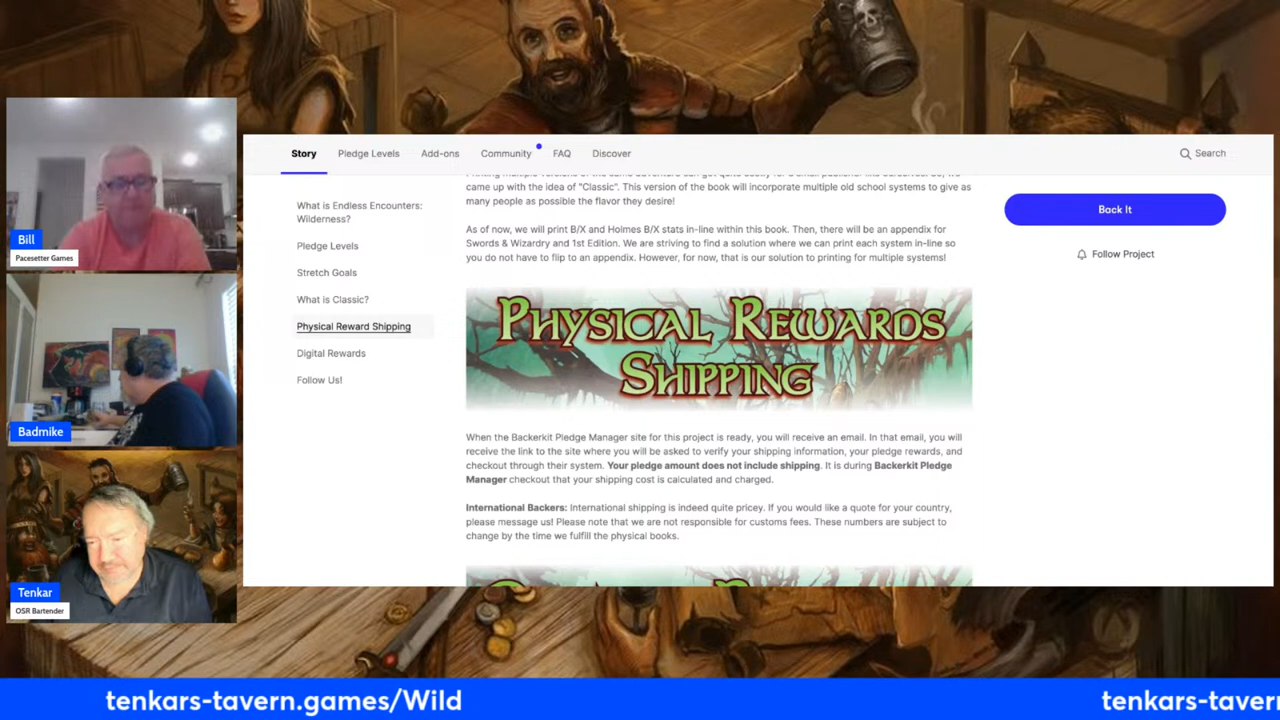 Story
Pledge Levels
Add-ons
Community
FAQ
Discover
Search
What is Endless Encounters:
Wilderness?
Pledge Levels
Stretch Goals
What is Classic?
Physical Reward Shipping
Digital Rewards
Follow Us!
came up with the idea of "Classic". This version of the book will incorporate multiple old school systems to give as
many people as possible the flavor they desire!
As of now, we will print B/X and Holmes B/X stats in-line within this book. Then, there will be an appendix for
Swords & Wizardry and 1st Edition. We are striving to find a solution where we can print each system in-line so
you do not have to flip to an appendix. However, for now, that is our solution to printing for multiple systems!
Physical Rewards
Shipping
When the Backerkit Pledge Manager site for this project is ready, you will receive an email. In that email, you will
receive the link to the site where you will be asked to verify your shipping information, your pledge rewards, and
checkout through their system. Your pledge amount does not include shipping. It is during Backerkit Pledge
Manager checkout that your shipping cost is calculated and charged.
International Backers: International shipping is indeed quite pricey. If you would like a quote for your country,
please message us! Please note that we are not responsible for customs fees. These numbers are subject to
change by the time we fulfill the physical books.
Back It
Follow Project
Bill
Pacesetter Games
Badmike
Tenkar
OSR Bartender
tenkars-tavern.games/Wild
tenkars-tavern